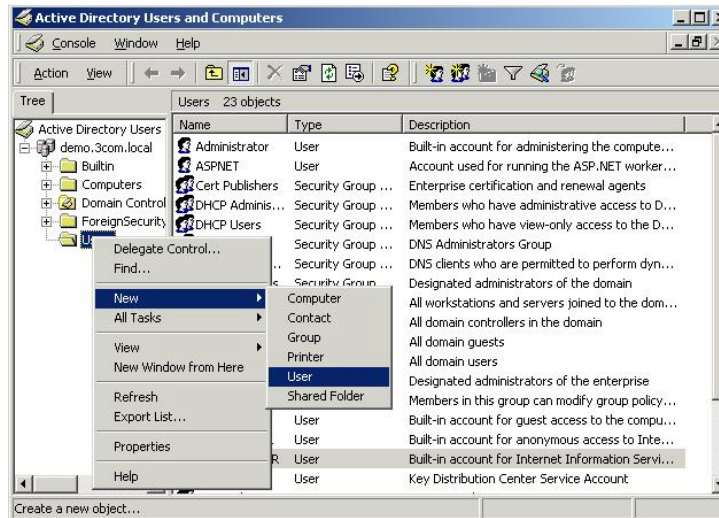 Active Directory Users and Computers
Console Window Help
Action View
Tree
Users 23 objects
Active Directory Users
demo.3com.local
Builtin
Computers
Domain Control
ForeignSecurity
Name Type Description
Administrator User Built-in account for administering the compute...
ASPNET User Account used for running the ASP.NET worker...
Cert Publishers Security Group ... Enterprise certification and renewal agents
DHCP Adminis... Security Group ... Members who have administrative access to D...
DHCP Users Security Group ... Members who have view-only access to the D...
Security Group ... DNS Administrators Group
Security Group ... DNS clients who are permitted to perform dyn...
Security Group Designated administrators of the domain
All workstations and servers joined to the dom...
All domain controllers in the domain
All domain guests
All domain users
Designated administrators of the enterprise
Members in this group can modify group policy...
User Built-in account for guest access to the compu...
User Built-in account for anonymous access to Inte...
R User Built-in account for Internet Information Servi...
User Key Distribution Center Service Account
Delegate Control...
Find...
New
All Tasks
View
New Window from Here
Refresh
Export List...
Properties
Help
Computer
Contact
Group
Printer
User
Shared Folder
Create a new object...